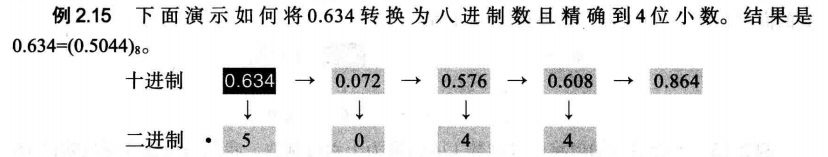 例2.15 下面演示如何将0.634转换为八进制数且精确到4位小数。结果是
0.634=(0.5044)₈。
十进制 0.634 → 0.072 → 0.576 → 0.608 → 0.864
↓ ↓ ↓ ↓
二进制 • 5 0 4 4